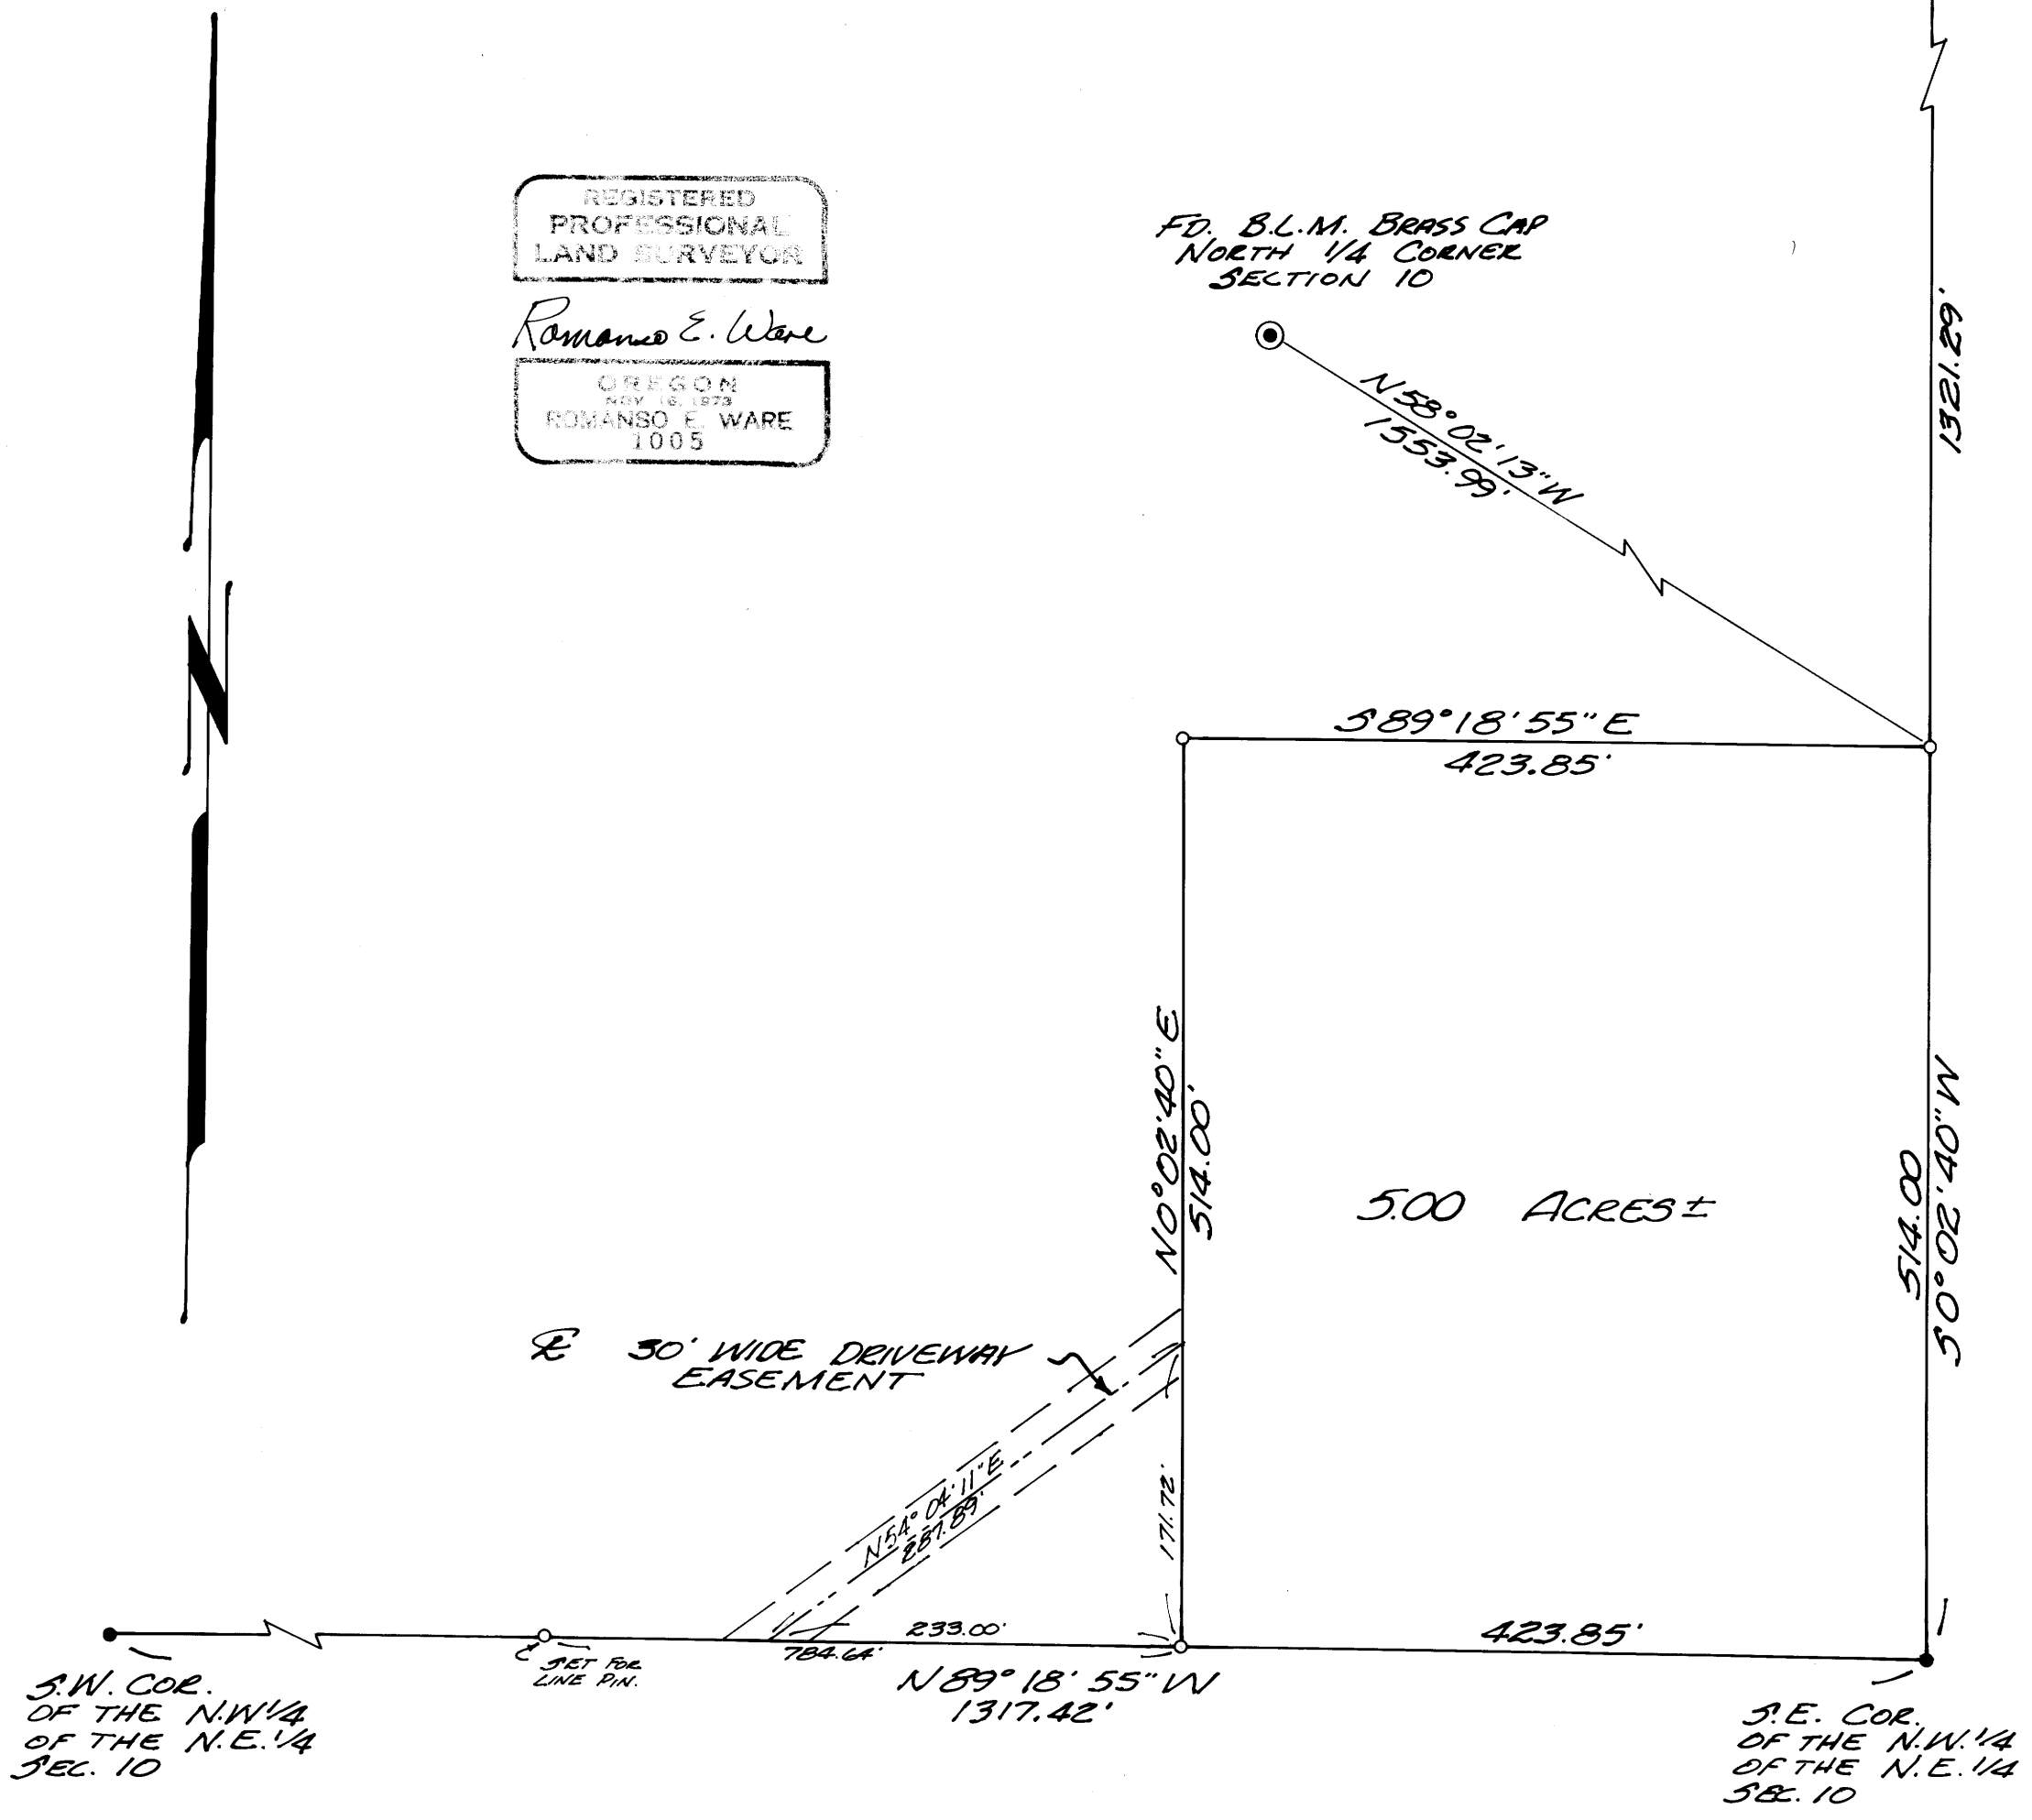 REGISTERED
PROFESSIONAL
LAND SURVEYOR
Romanso E. Ware
OREGON
NOV 16, 1973
ROMANSO E. WARE
1005
FD. B.L.M. BRASS CAP
NORTH 1/4 CORNER
SECTION 10
1321.29'
N58°02'13"W
1553.99'
N
S89°18'55"E
423.85'
N0°02'40"E
514.00'
5.00 ACRES±
514.00
S0°02'40"W
℄ 30' WIDE DRIVEWAY
EASEMENT
N54°04'11"E
287.89'
171.72'
233.00'
784.64'
423.85'
SET FOR
LINE PIN.
N89°18'55"W
1317.42'
S.W. COR.
OF THE N.W1/4
OF THE N.E.1/4
SEC. 10
S.E. COR.
OF THE N.W.1/4
OF THE N.E.1/4
SEC. 10